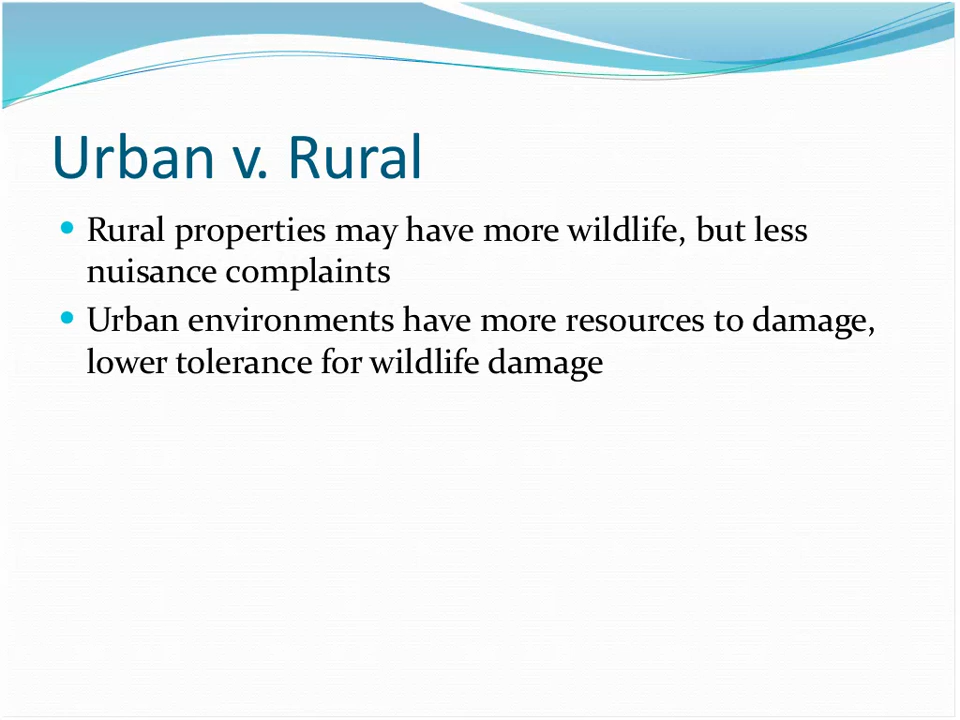 Urban v. Rural
• Rural properties may have more wildlife, but less
nuisance complaints
• Urban environments have more resources to damage,
lower tolerance for wildlife damage